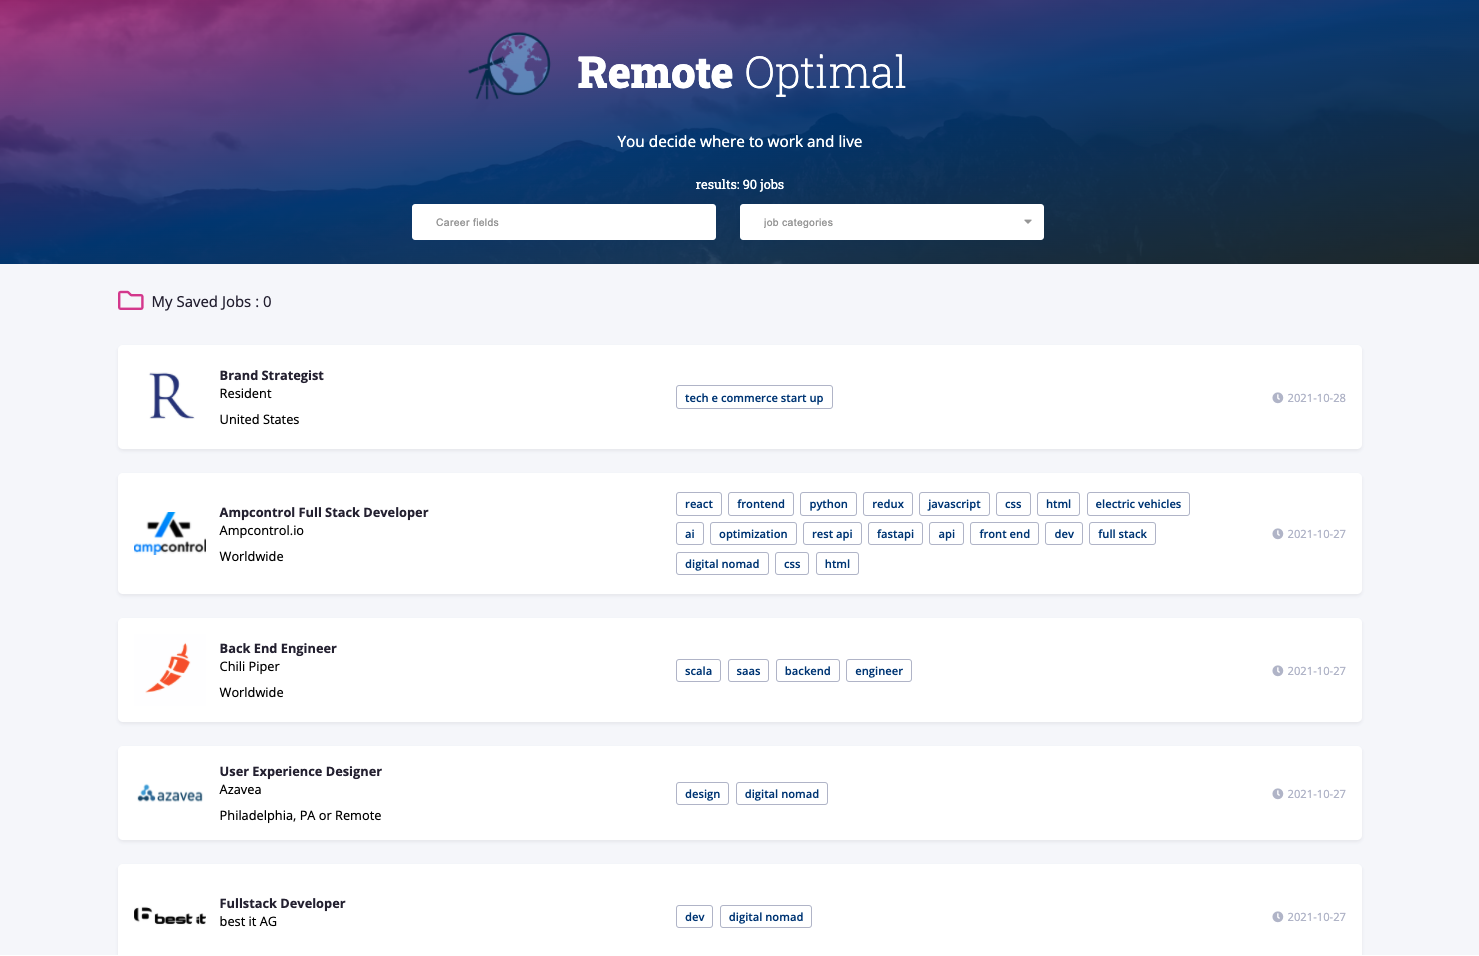 Remote Optimal
You decide where to work and live
results: 90 jobs
Career fields
job categories
My Saved Jobs : 0
R
Brand Strategist
Resident
United States
tech e commerce start up
2021-10-28
ampcontrol
Ampcontrol Full Stack Developer
Ampcontrol.io
Worldwide
react frontend python redux javascript css html electric vehicles
ai optimization rest api fastapi api front end dev full stack
digital nomad css html
2021-10-27
Back End Engineer
Chili Piper
Worldwide
scala saas backend engineer
2021-10-27
azavea
User Experience Designer
Azavea
Philadelphia, PA or Remote
design digital nomad
2021-10-27
best it
Fullstack Developer
best it AG
dev digital nomad
2021-10-27